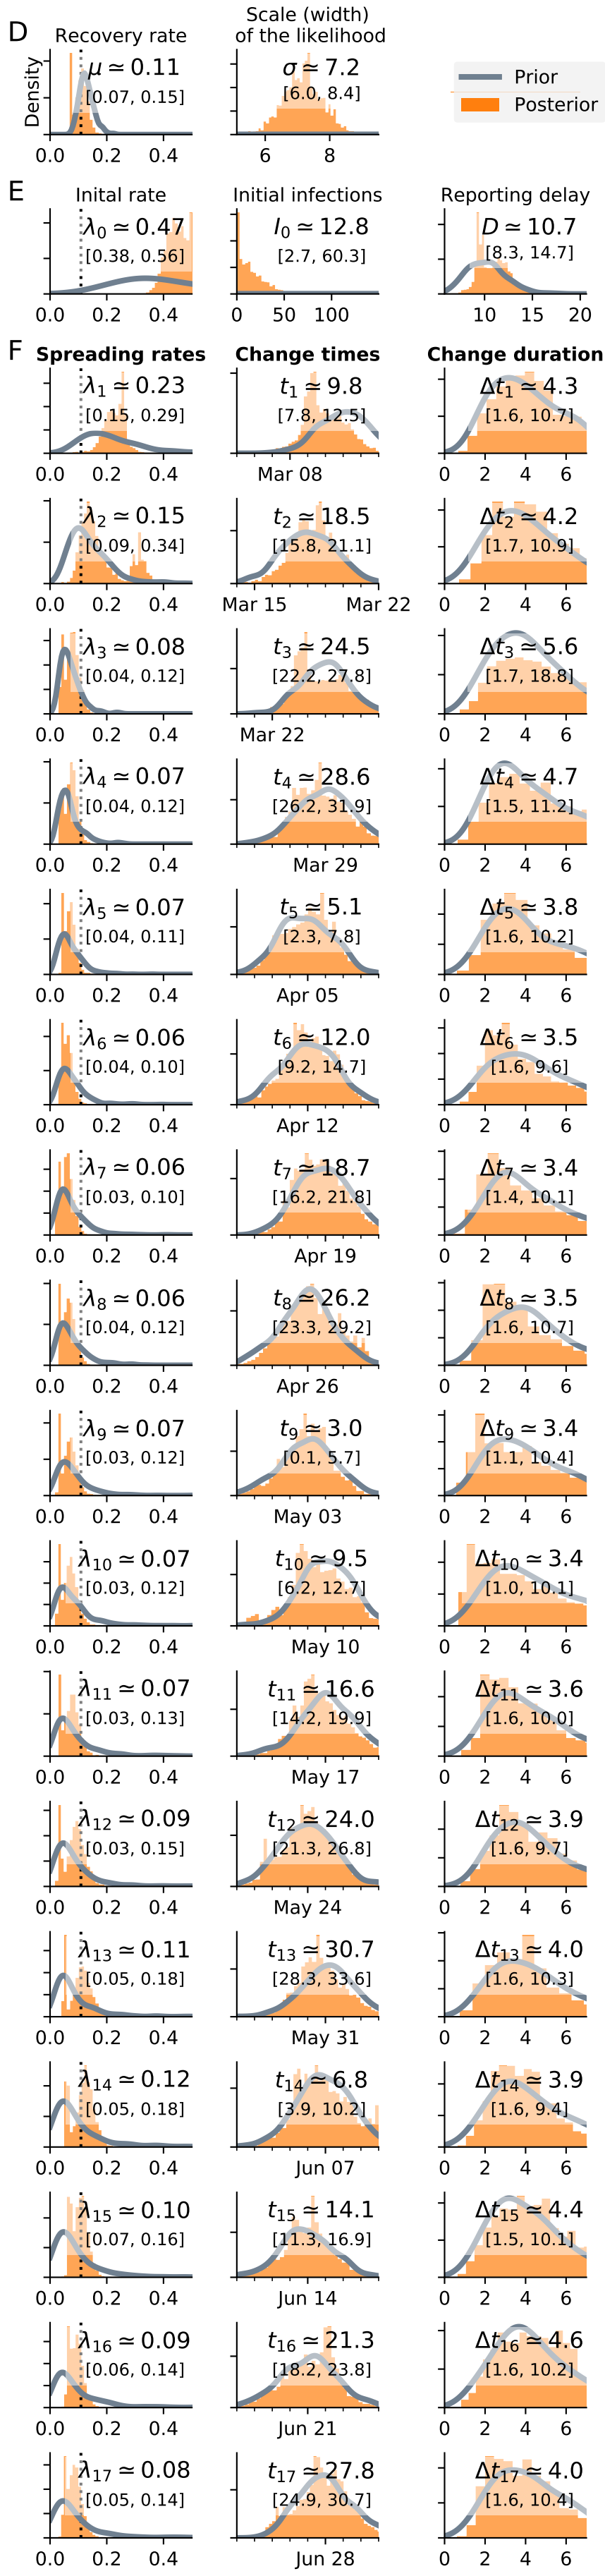 D
Recovery rate
Scale (width)
of the likelihood
Density
μ ≃ 0.11
[0.07, 0.15]
0.0 0.2 0.4
σ ≃ 7.2
[6.0, 8.4]
6 8
Prior
Posterior
E
Inital rate
Initial infections
Reporting delay
λ0 ≃ 0.47
[0.38, 0.56]
0.0 0.2 0.4
I0 ≃ 12.8
[2.7, 60.3]
0 50 100
D ≃ 10.7
[8.3, 14.7]
10 15 20
F
Spreading rates
Change times
Change duration
λ1 ≃ 0.23
[0.15, 0.29]
0.0 0.2 0.4
t1 ≃ 9.8
[7.8, 12.5]
Mar 08
Δt1 ≃ 4.3
[1.6, 10.7]
0 2 4 6
λ2 ≃ 0.15
[0.09, 0.34]
0.0 0.2 0.4
t2 ≃ 18.5
[15.8, 21.1]
Mar 15 Mar 22
Δt2 ≃ 4.2
[1.7, 10.9]
0 2 4 6
λ3 ≃ 0.08
[0.04, 0.12]
0.0 0.2 0.4
t3 ≃ 24.5
[22.2, 27.8]
Mar 22
Δt3 ≃ 5.6
[1.7, 18.8]
0 2 4 6
λ4 ≃ 0.07
[0.04, 0.12]
0.0 0.2 0.4
t4 ≃ 28.6
[26.2, 31.9]
Mar 29
Δt4 ≃ 4.7
[1.5, 11.2]
0 2 4 6
λ5 ≃ 0.07
[0.04, 0.11]
0.0 0.2 0.4
t5 ≃ 5.1
[2.3, 7.8]
Apr 05
Δt5 ≃ 3.8
[1.6, 10.2]
0 2 4 6
λ6 ≃ 0.06
[0.04, 0.10]
0.0 0.2 0.4
t6 ≃ 12.0
[9.2, 14.7]
Apr 12
Δt6 ≃ 3.5
[1.6, 9.6]
0 2 4 6
λ7 ≃ 0.06
[0.03, 0.10]
0.0 0.2 0.4
t7 ≃ 18.7
[16.2, 21.8]
Apr 19
Δt7 ≃ 3.4
[1.4, 10.1]
0 2 4 6
λ8 ≃ 0.06
[0.04, 0.12]
0.0 0.2 0.4
t8 ≃ 26.2
[23.3, 29.2]
Apr 26
Δt8 ≃ 3.5
[1.6, 10.7]
0 2 4 6
λ9 ≃ 0.07
[0.03, 0.12]
0.0 0.2 0.4
t9 ≃ 3.0
[0.1, 5.7]
May 03
Δt9 ≃ 3.4
[1.1, 10.4]
0 2 4 6
λ10 ≃ 0.07
[0.03, 0.12]
0.0 0.2 0.4
t10 ≃ 9.5
[6.2, 12.7]
May 10
Δt10 ≃ 3.4
[1.0, 10.1]
0 2 4 6
λ11 ≃ 0.07
[0.03, 0.13]
0.0 0.2 0.4
t11 ≃ 16.6
[14.2, 19.9]
May 17
Δt11 ≃ 3.6
[1.6, 10.0]
0 2 4 6
λ12 ≃ 0.09
[0.03, 0.15]
0.0 0.2 0.4
t12 ≃ 24.0
[21.3, 26.8]
May 24
Δt12 ≃ 3.9
[1.6, 9.7]
0 2 4 6
λ13 ≃ 0.11
[0.05, 0.18]
0.0 0.2 0.4
t13 ≃ 30.7
[28.3, 33.6]
May 31
Δt13 ≃ 4.0
[1.6, 10.3]
0 2 4 6
λ14 ≃ 0.12
[0.05, 0.18]
0.0 0.2 0.4
t14 ≃ 6.8
[3.9, 10.2]
Jun 07
Δt14 ≃ 3.9
[1.6, 9.4]
0 2 4 6
λ15 ≃ 0.10
[0.07, 0.16]
0.0 0.2 0.4
t15 ≃ 14.1
[11.3, 16.9]
Jun 14
Δt15 ≃ 4.4
[1.5, 10.1]
0 2 4 6
λ16 ≃ 0.09
[0.06, 0.14]
0.0 0.2 0.4
t16 ≃ 21.3
[18.2, 23.8]
Jun 21
Δt16 ≃ 4.6
[1.6, 10.2]
0 2 4 6
λ17 ≃ 0.08
[0.05, 0.14]
0.0 0.2 0.4
t17 ≃ 27.8
[24.9, 30.7]
Jun 28
Δt17 ≃ 4.0
[1.6, 10.4]
0 2 4 6